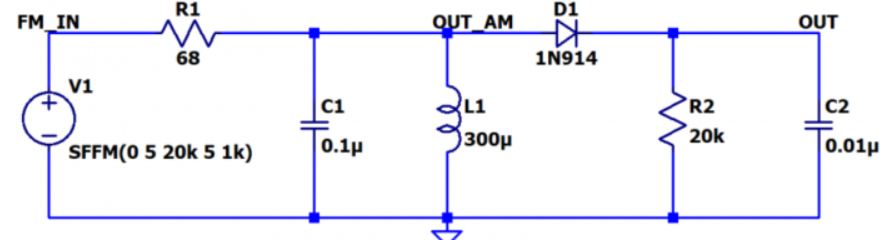 FM_IN
R1
68
OUT_AM
D1
1N914
OUT
V1
SFFM(0 5 20k 5 1k)
C1
0.1µ
L1
300µ
R2
20k
C2
0.01µ